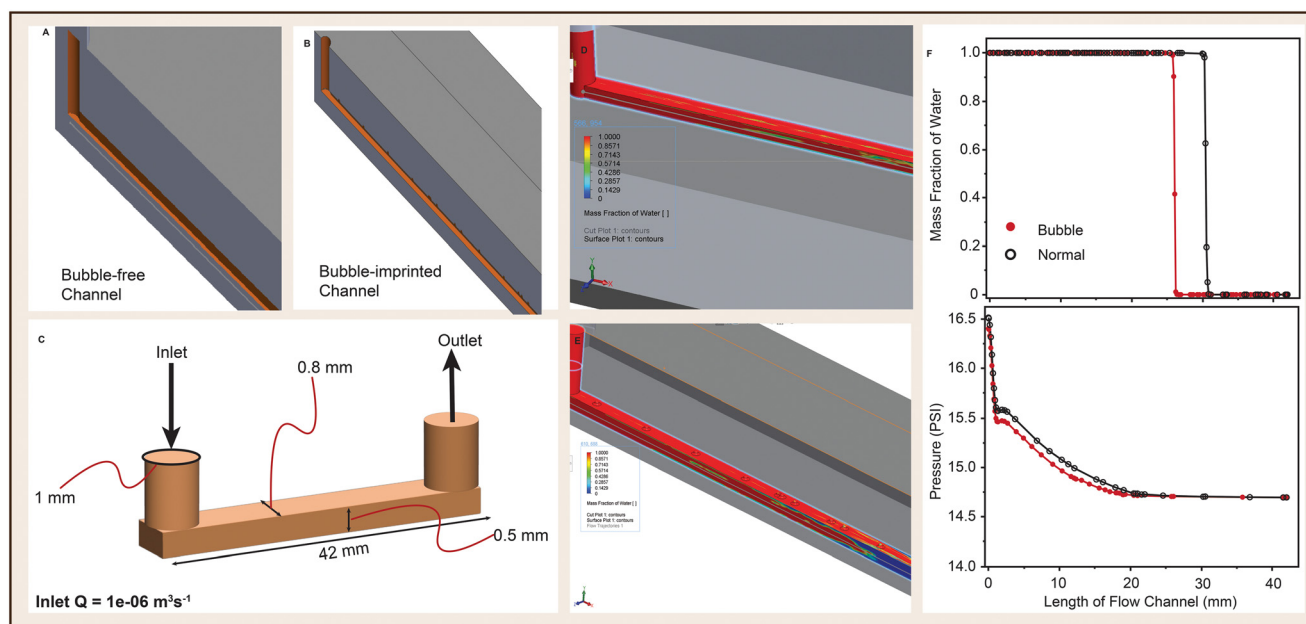 A
Bubble-free
Channel
B
Bubble-imprinted
Channel
C
Inlet
Outlet
0.8 mm
1 mm
42 mm
0.5 mm
Inlet Q = 1e-06 m³s⁻¹
D
1.0000
0.8571
0.7143
0.5714
0.4286
0.2857
0.1429
0
Mass Fraction of Water [ ]
Cut Plot 1: contours
Surface Plot 1: contours
Y
X
E
1.0000
0.8571
0.7143
0.5714
0.4286
0.2857
0.1429
0
Mass Fraction of Water [ ]
Cut Plot 1: contours
Surface Plot 1: contours
Flow Trajectories 1
F
Mass Fraction of Water
1.0
0.8
0.6
0.4
0.2
0
Bubble
Normal
Pressure (PSI)
16.5
16.0
15.5
15.0
14.5
14.0
0
10
20
30
40
Length of Flow Channel (mm)